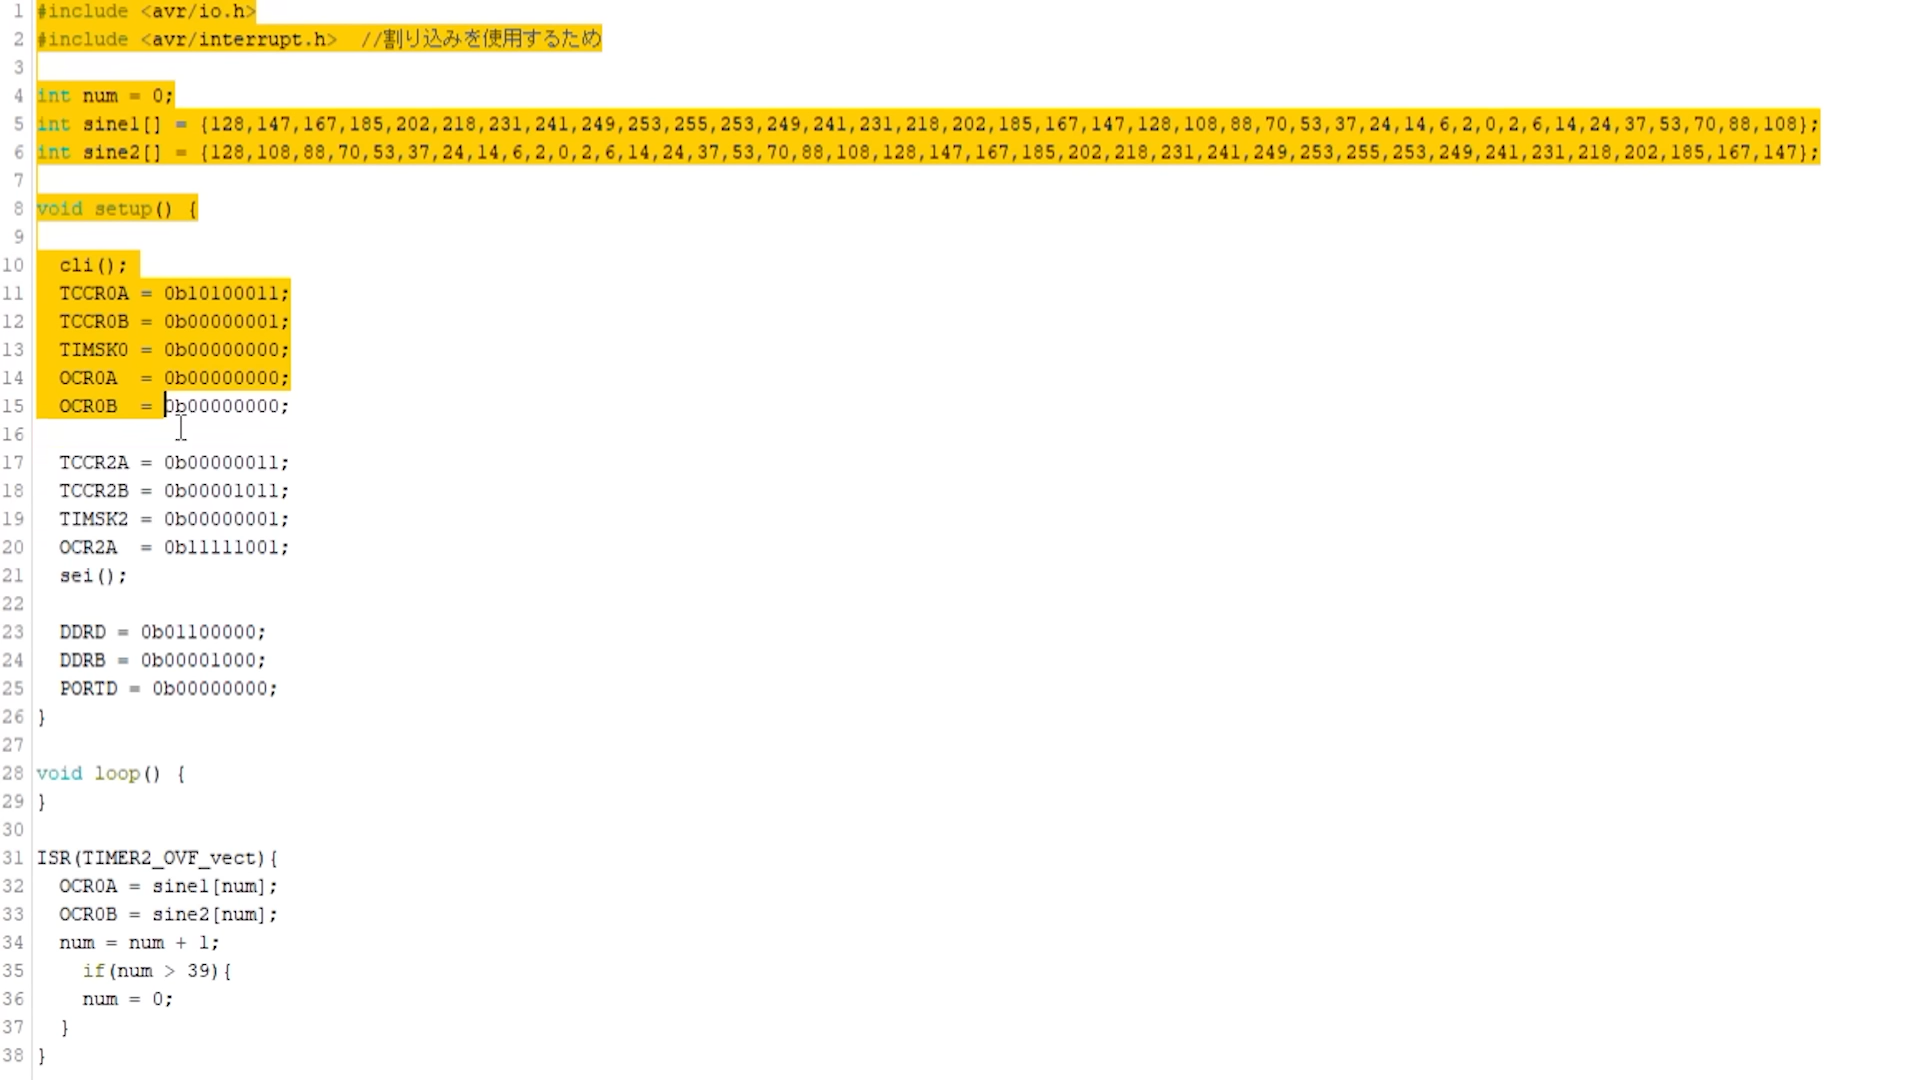 1 #include <avr/io.h>
2 #include <avr/interrupt.h>  //割り込みを使用するため
3
4 int num = 0;
5 int sine1[] = {128,147,167,185,202,218,231,241,249,253,255,253,249,241,231,218,202,185,167,147,128,108,88,70,53,37,24,14,6,2,0,2,6,14,24,37,53,70,88,108};
6 int sine2[] = {128,108,88,70,53,37,24,14,6,2,0,2,6,14,24,37,53,70,88,108,128,147,167,185,202,218,231,241,249,253,255,253,249,241,231,218,202,185,167,147};
7
8 void setup() {
9
10   cli();
11   TCCR0A = 0b10100011;
12   TCCR0B = 0b00000001;
13   TIMSK0 = 0b00000000;
14   OCR0A  = 0b00000000;
15   OCR0B  = 0b00000000;
16
17   TCCR2A = 0b00000011;
18   TCCR2B = 0b00001011;
19   TIMSK2 = 0b00000001;
20   OCR2A  = 0b11111001;
21   sei();
22
23   DDRD = 0b01100000;
24   DDRB = 0b00001000;
25   PORTD = 0b00000000;
26 }
27
28 void loop() {
29 }
30
31 ISR(TIMER2_OVF_vect){
32   OCR0A = sine1[num];
33   OCR0B = sine2[num];
34   num = num + 1;
35     if(num > 39){
36     num = 0;
37   }
38 }